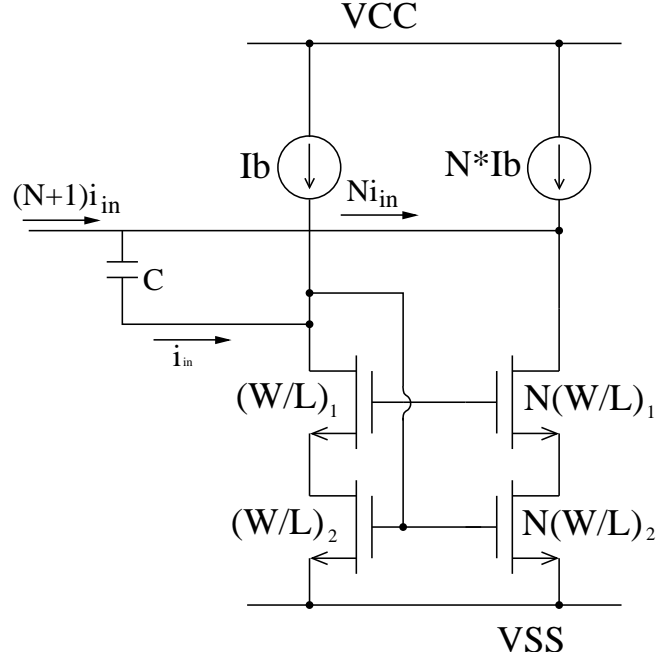 VCC
Ib
N*Ib
(N+1)i_in
Ni_in
C
i_in
(W/L)_1
N(W/L)_1
(W/L)_2
N(W/L)_2
VSS